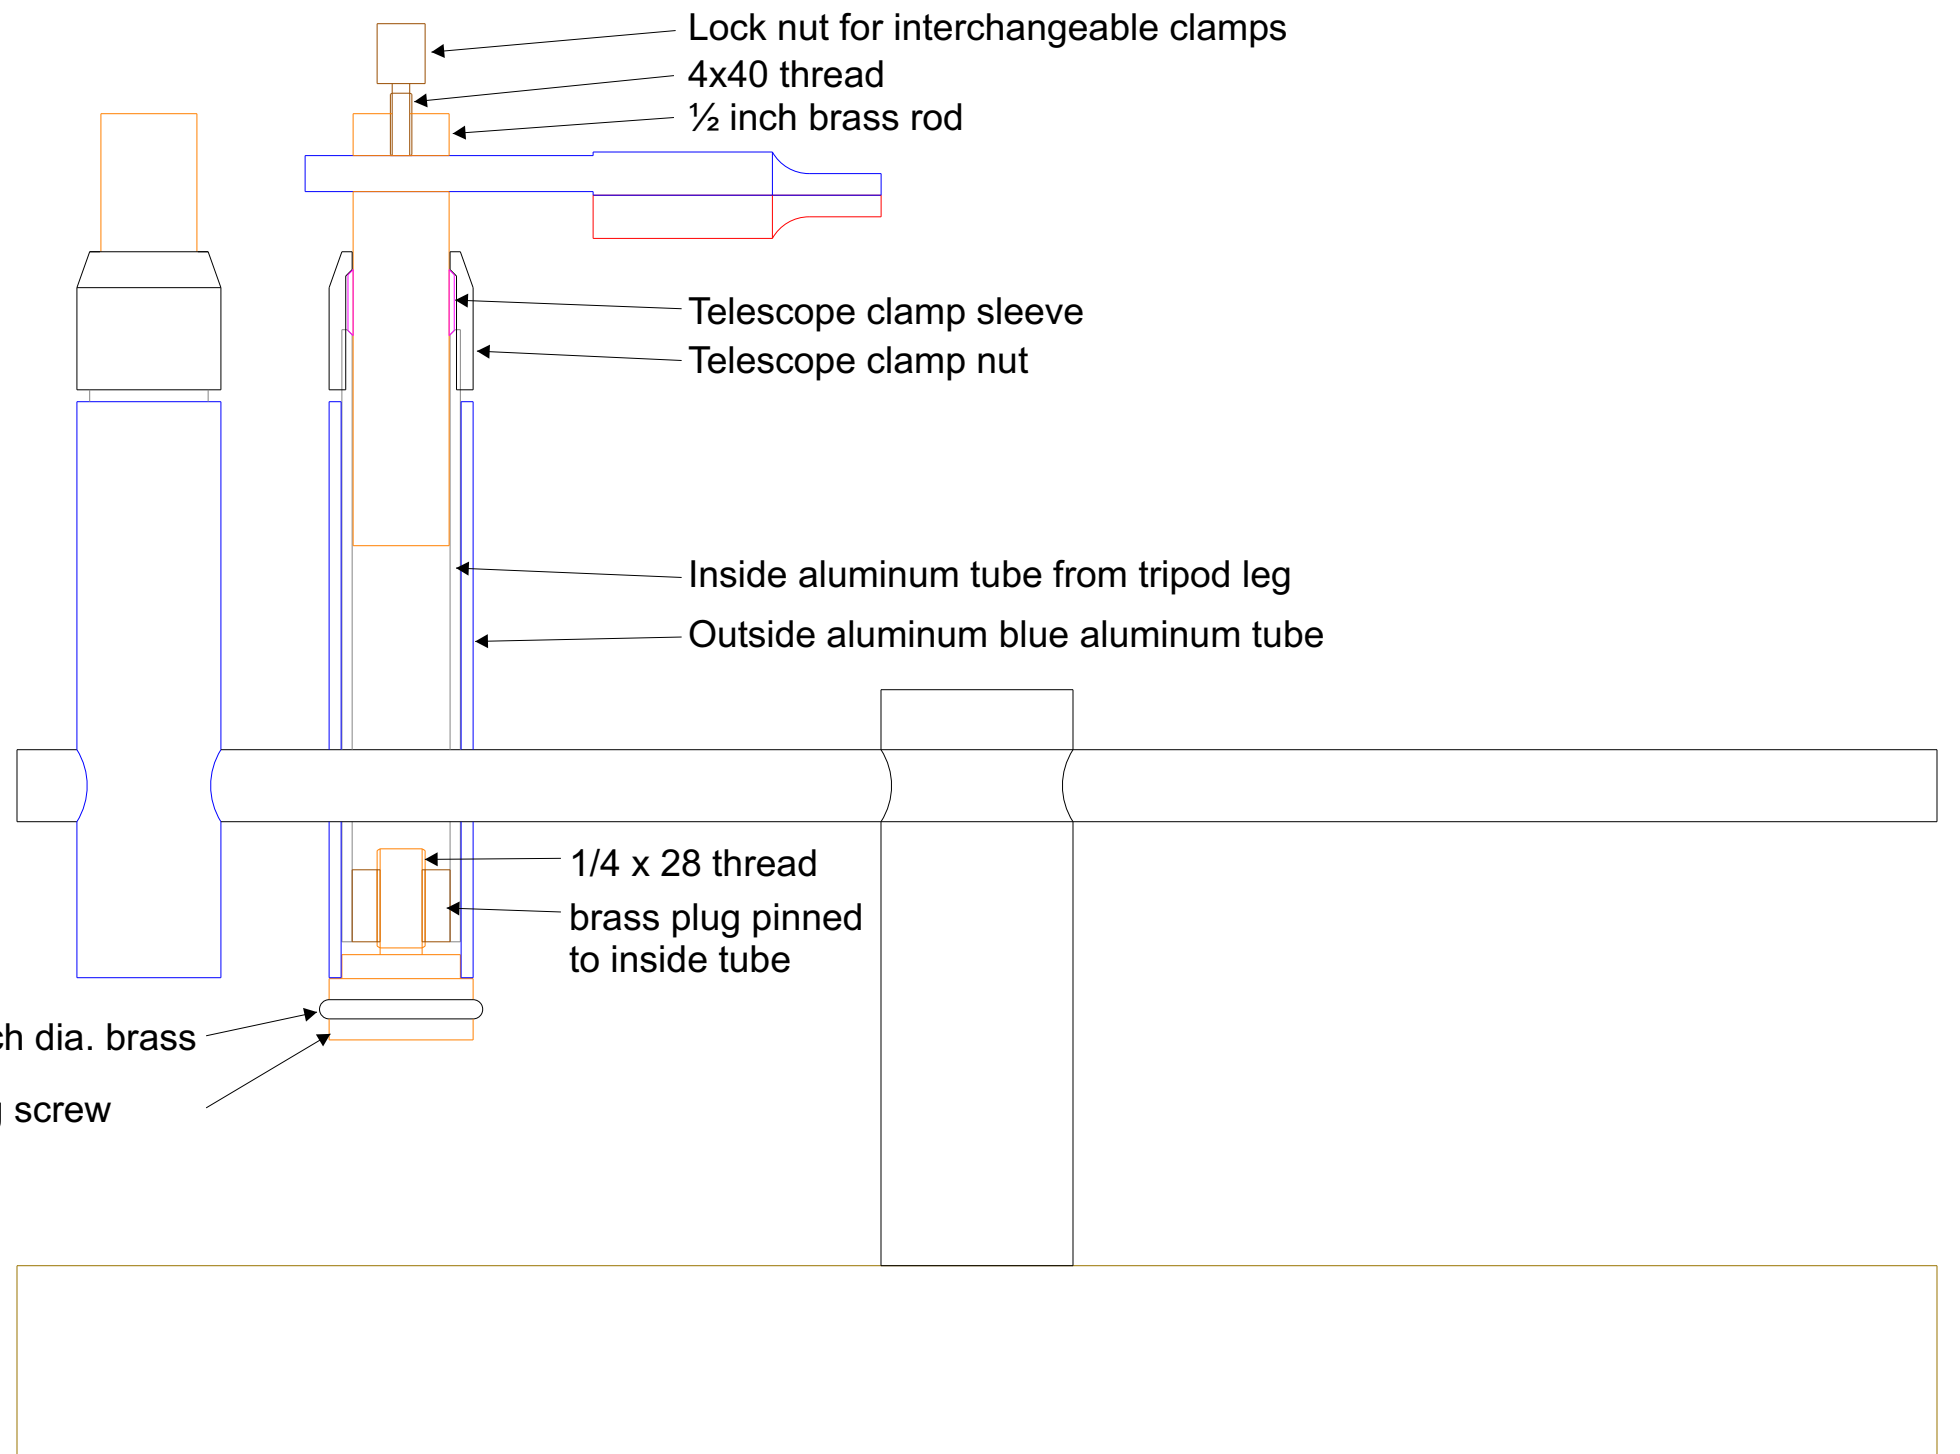 Lock nut for interchangeable clamps
4x40 thread
½ inch brass rod
Telescope clamp sleeve
Telescope clamp nut
Inside aluminum tube from tripod leg
Outside aluminum blue aluminum tube
1/4 x 28 thread
brass plug pinned
to inside tube
dia. brass
screw